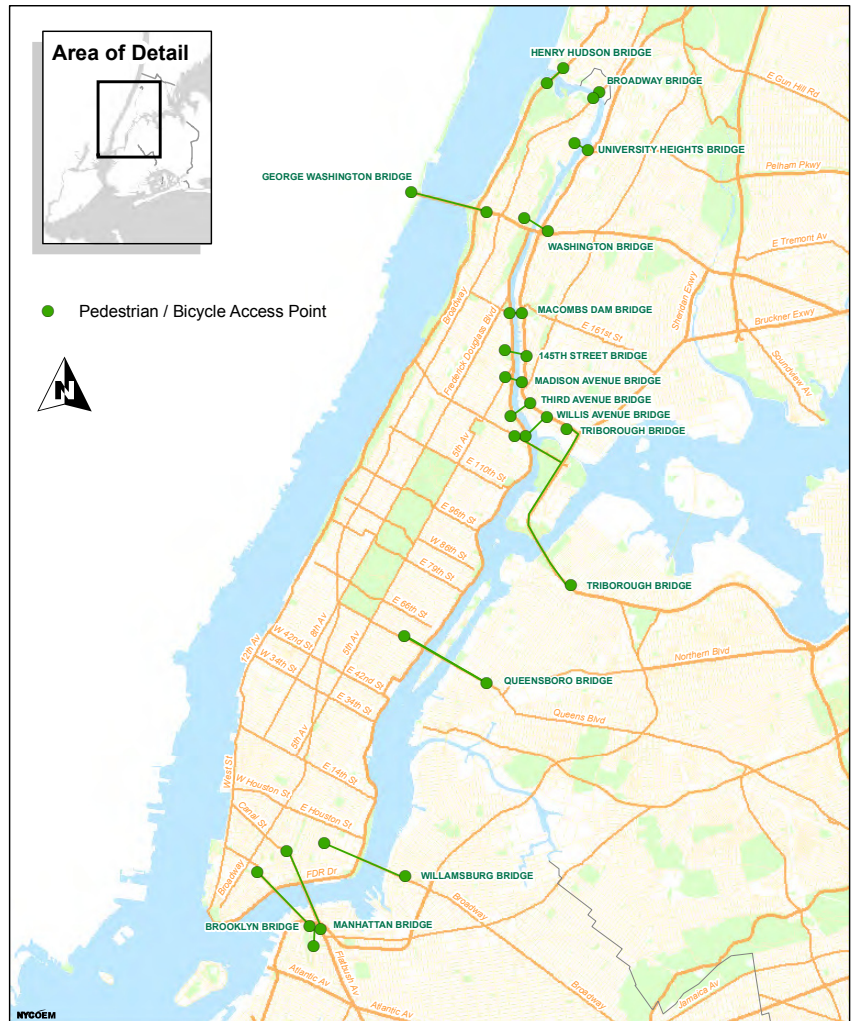 Area of Detail
HENRY HUDSON BRIDGE
BROADWAY BRIDGE
E Gun Hill Rd
UNIVERSITY HEIGHTS BRIDGE
Pelham Pkwy
GEORGE WASHINGTON BRIDGE
WASHINGTON BRIDGE
E Tremont Av
Sheridan Expy
Pedestrian / Bicycle Access Point
Broadway
Frederick Douglass Blvd
MACOMBS DAM BRIDGE
E 161st St
Bruckner Expy
Soundview Av
145TH STREET BRIDGE
MADISON AVENUE BRIDGE
N
THIRD AVENUE BRIDGE
WILLIS AVENUE BRIDGE
TRIBOROUGH BRIDGE
5th Av
E 110th St
E 96th St
W 86th St
E 79th St
TRIBOROUGH BRIDGE
E 66th St
8th Av
5th Av
12th Av
W 42nd St
W 34th St
E 42nd St
E 34th St
Northern Blvd
QUEENSBORO BRIDGE
Queens Blvd
5th Av
E 14th St
West St
W Houston St
E Houston St
Canal St
Broadway
FDR Dr
WILLAMSBURG BRIDGE
Broadway
BROOKLYN BRIDGE
MANHATTAN BRIDGE
Flatbush Av
Atlantic Av
Atlantic Av
Broadway
Jamaica Av
NYCOEM